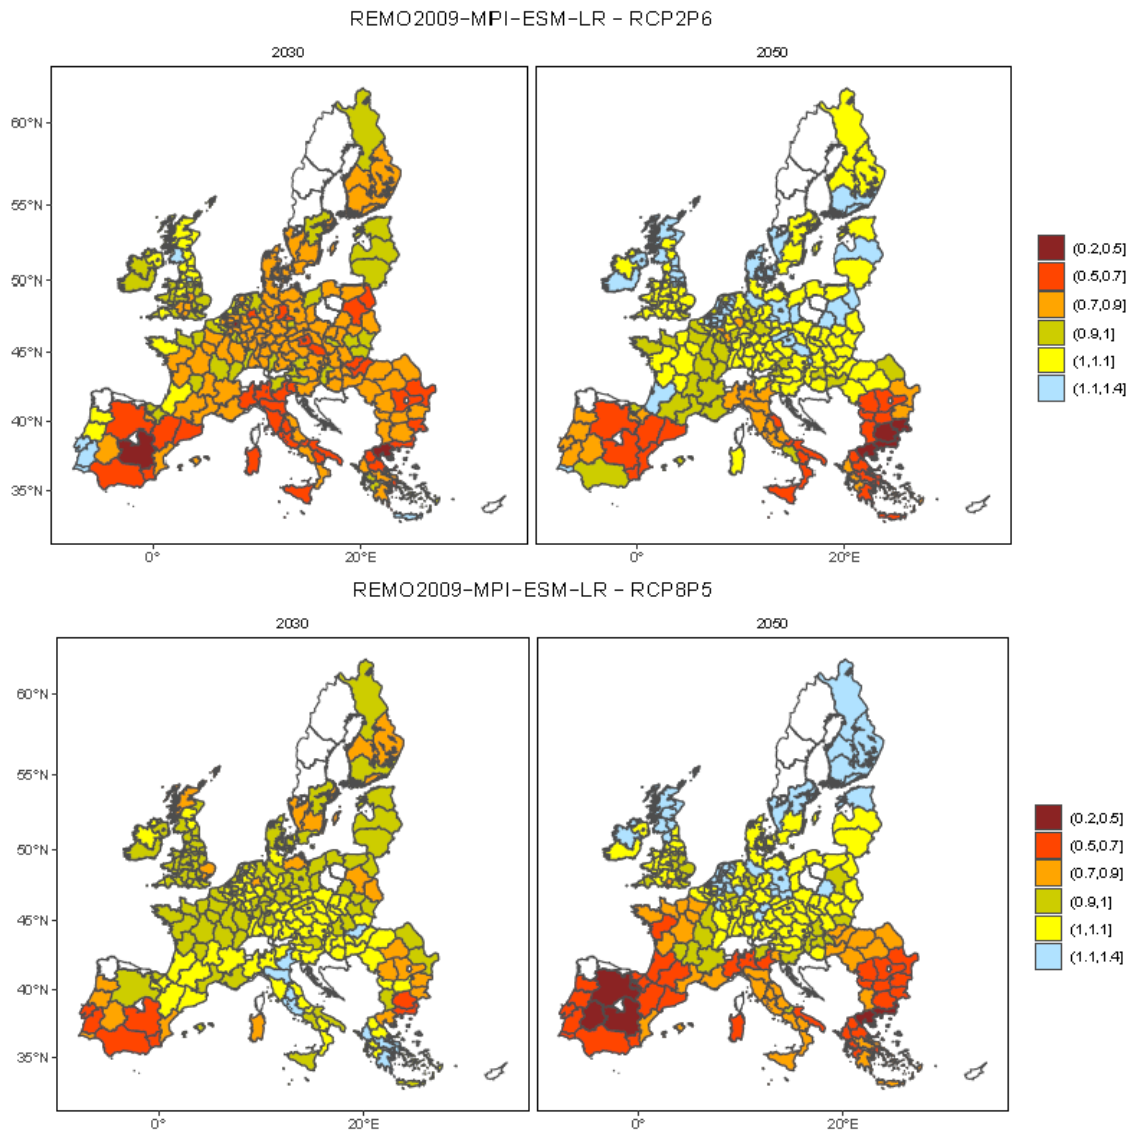 REMO2009-MPI-ESM-LR - RCP2P6
2030
2050
60°N
55°N
50°N
45°N
40°N
35°N
0°
20°E
0°
20°E
(0.2,0.5]
(0.5,0.7]
(0.7,0.9]
(0.9,1]
(1,1.1]
(1.1,1.4]
REMO2009-MPI-ESM-LR - RCP8P5
2030
2050
60°N
55°N
50°N
45°N
40°N
35°N
0°
20°E
0°
20°E
(0.2,0.5]
(0.5,0.7]
(0.7,0.9]
(0.9,1]
(1,1.1]
(1.1,1.4]